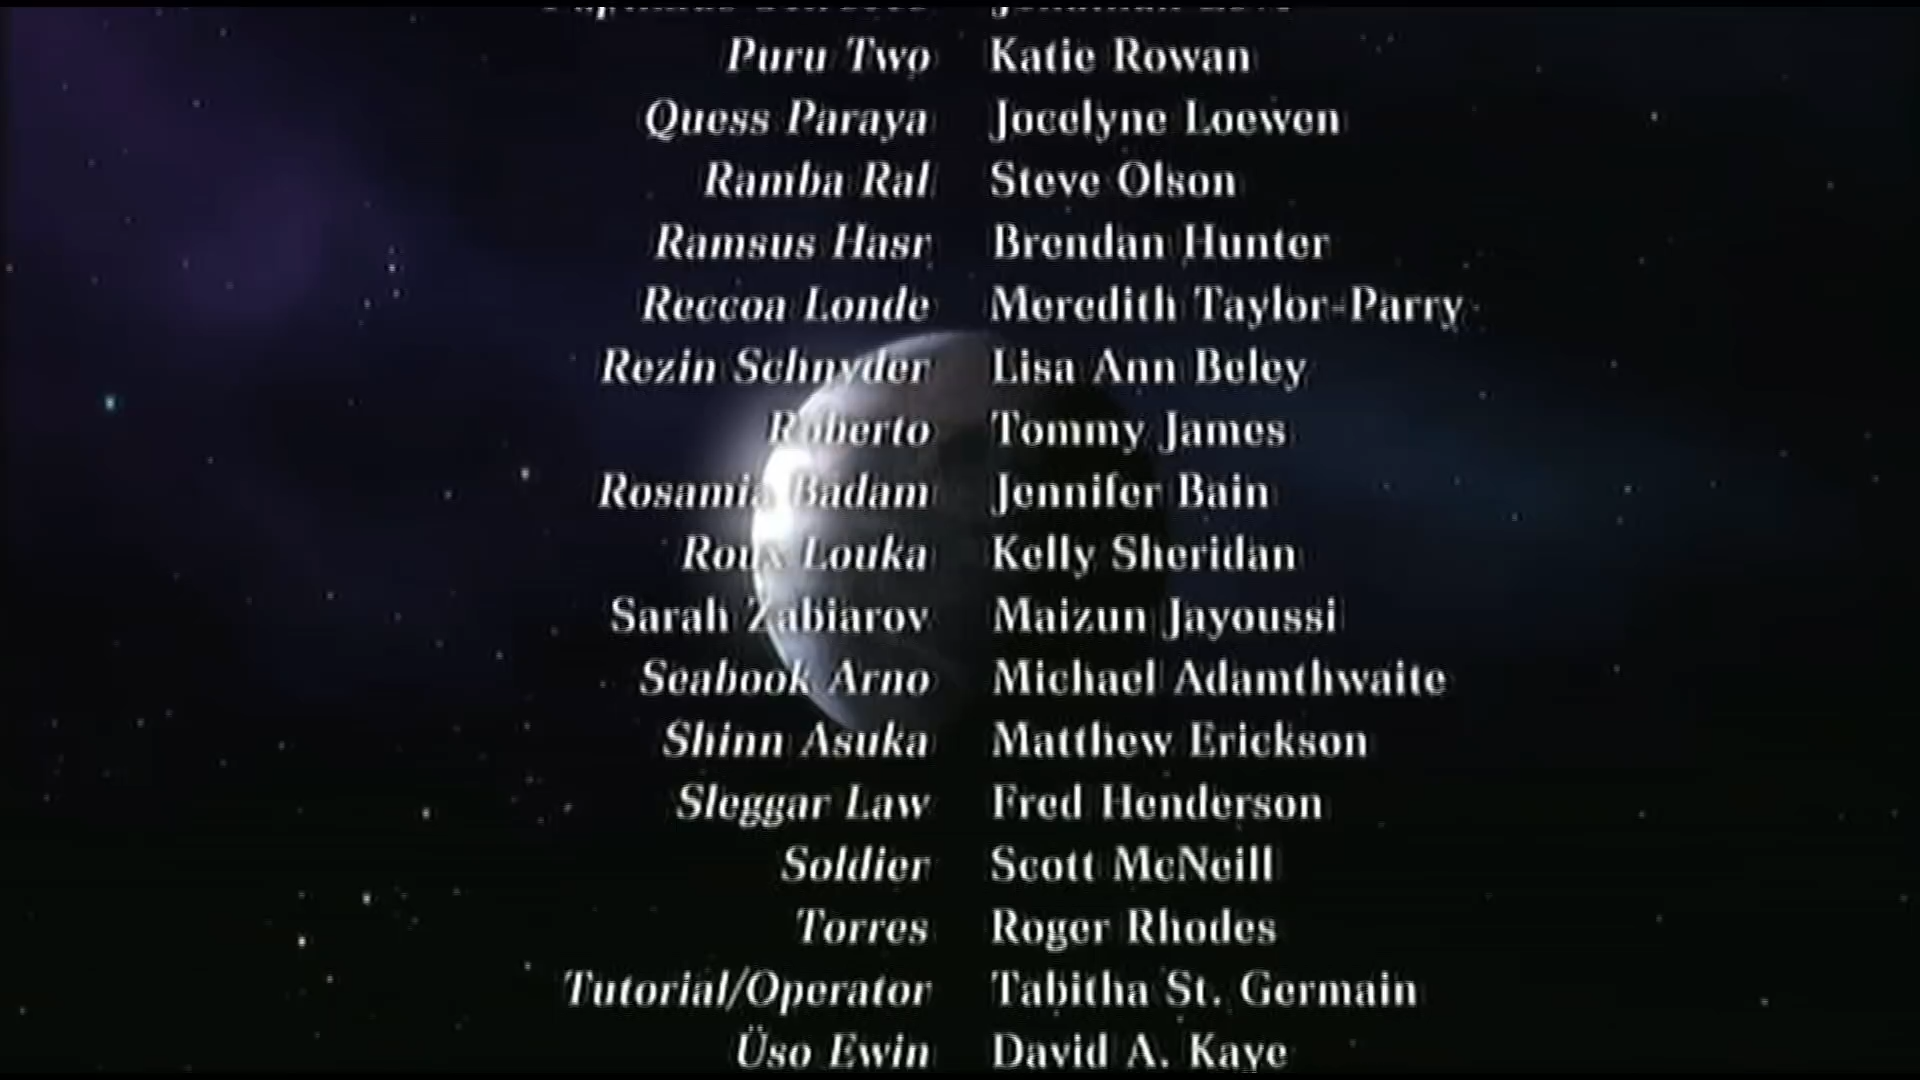 Puru Two Katie Rowan
Quess Paraya Jocelyne Loewen
Ramba Ral Steve Olson
Ramsus Hasr Brendan Hunter
Reccoa Londe Meredith Taylor-Parry
Rezin Schnyder Lisa Ann Beley
Roberto Tommy James
Rosamia Badam Jennifer Bain
Roux Louka Kelly Sheridan
Sarah Zabiarov Maizun Jayoussi
Seabook Arno Michael Adamthwaite
Shinn Asuka Matthew Erickson
Sleggar Law Fred Henderson
Soldier Scott McNeill
Torres Roger Rhodes
Tutorial/Operator Tabitha St. Germain
Üso Ewin David A. Kaye